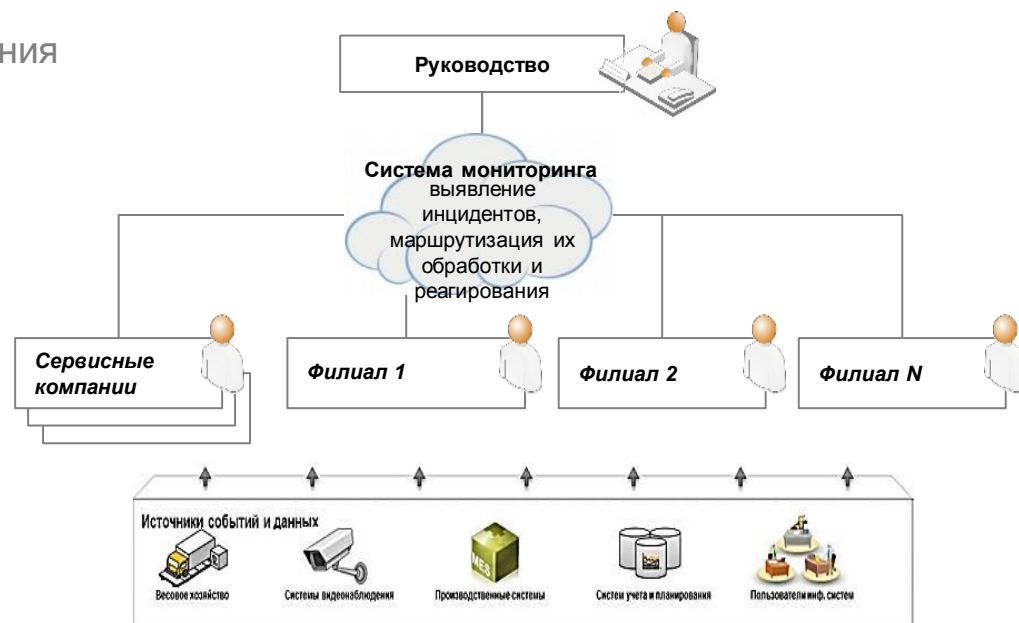 ния
Руководство
Система мониторинга
выявление
инцидентов,
маршрутизация их
обработки и
реагирования
Сервисные
компании
Филиал 1
Филиал 2
Филиал N
Источники событий и данных
MES
Весовое хозяйство
Системы видеонаблюдения
Производственные системы
Систем учета и планирования
Пользователи инф. систем